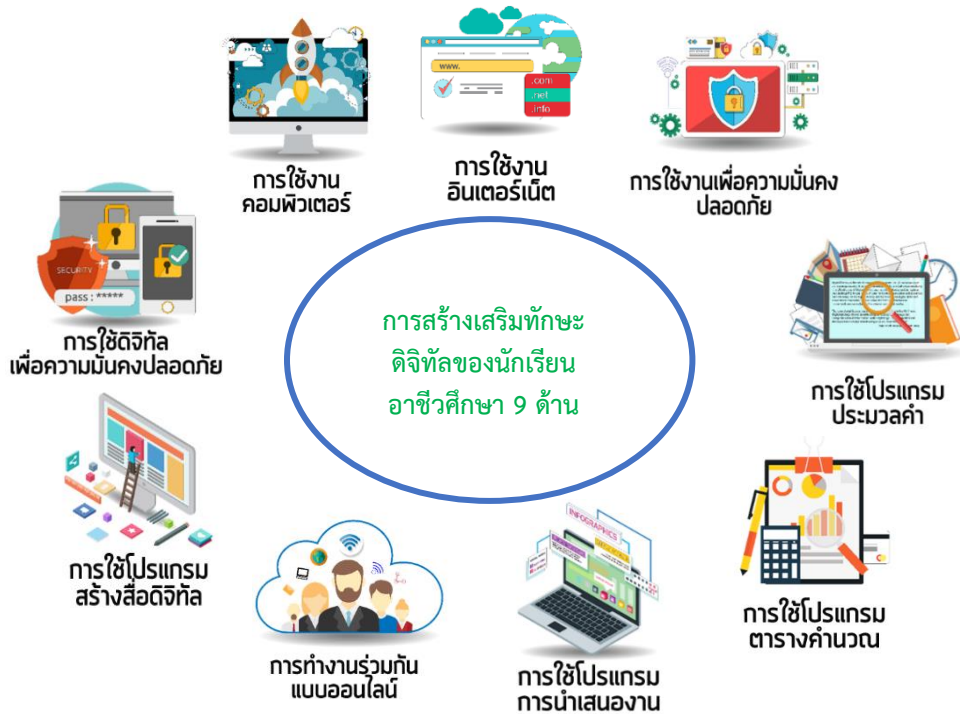 การใช้งาน
คอมพิวเตอร์
www.
.com
.net
.info
การใช้งาน
อินเตอร์เน็ต
การใช้งานเพื่อความมั่นคง
ปลอดภัย
SECURITY
pass : *****
การใช้ดิจิทัล
เพื่อความมั่นคงปลอดภัย
การสร้างเสริมทักษะ
ดิจิทัลของนักเรียน
อาชีวศึกษา 9 ด้าน
การใช้โปรแกรม
ประมวลคำ
การใช้โปรแกรม
สร้างสื่อดิจิทัล
การทำงานร่วมกัน
แบบออนไลน์
INFOGRAPHICS
การใช้โปรแกรม
การนำเสนองาน
การใช้โปรแกรม
ตารางคำนวณ